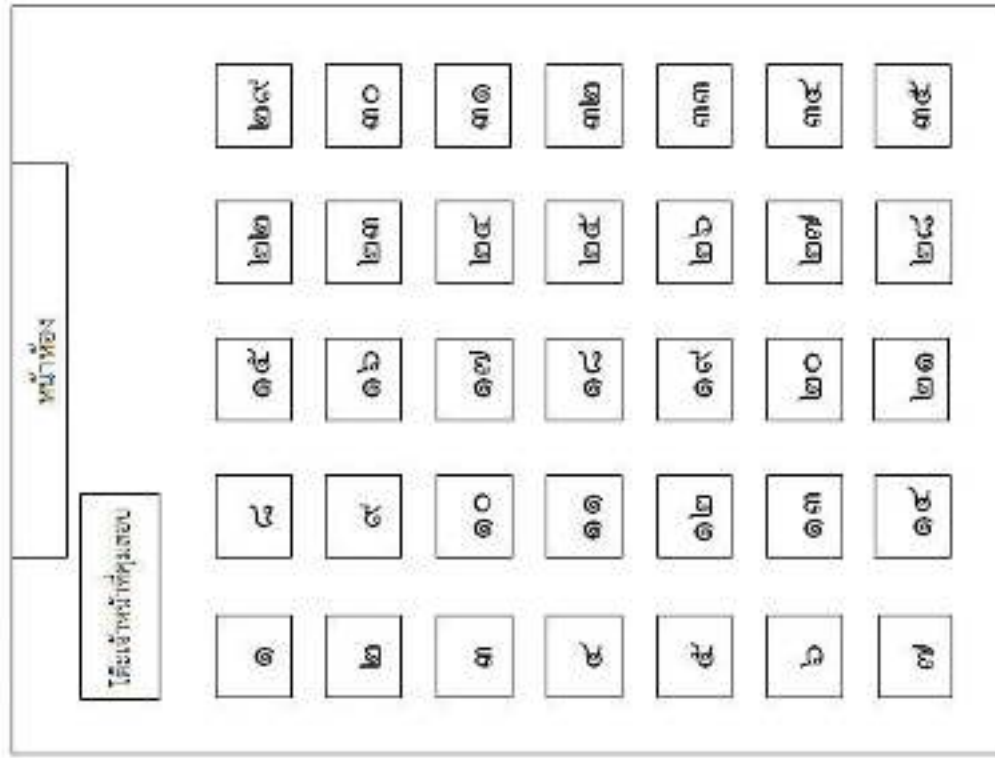 หน้าห้อง
โต๊ะเจ้าหน้าที่คุมสอบ
๑ ๘ ๑๕ ๒๒ ๒๙
๒ ๙ ๑๖ ๒๓ ๓๐
๓ ๑๐ ๑๗ ๒๔ ๓๑
๔ ๑๑ ๑๘ ๒๕ ๓๒
๕ ๑๒ ๑๙ ๒๖ ๓๓
๖ ๑๓ ๒๐ ๒๗ ๓๔
๗ ๑๔ ๒๑ ๒๘ ๓๕